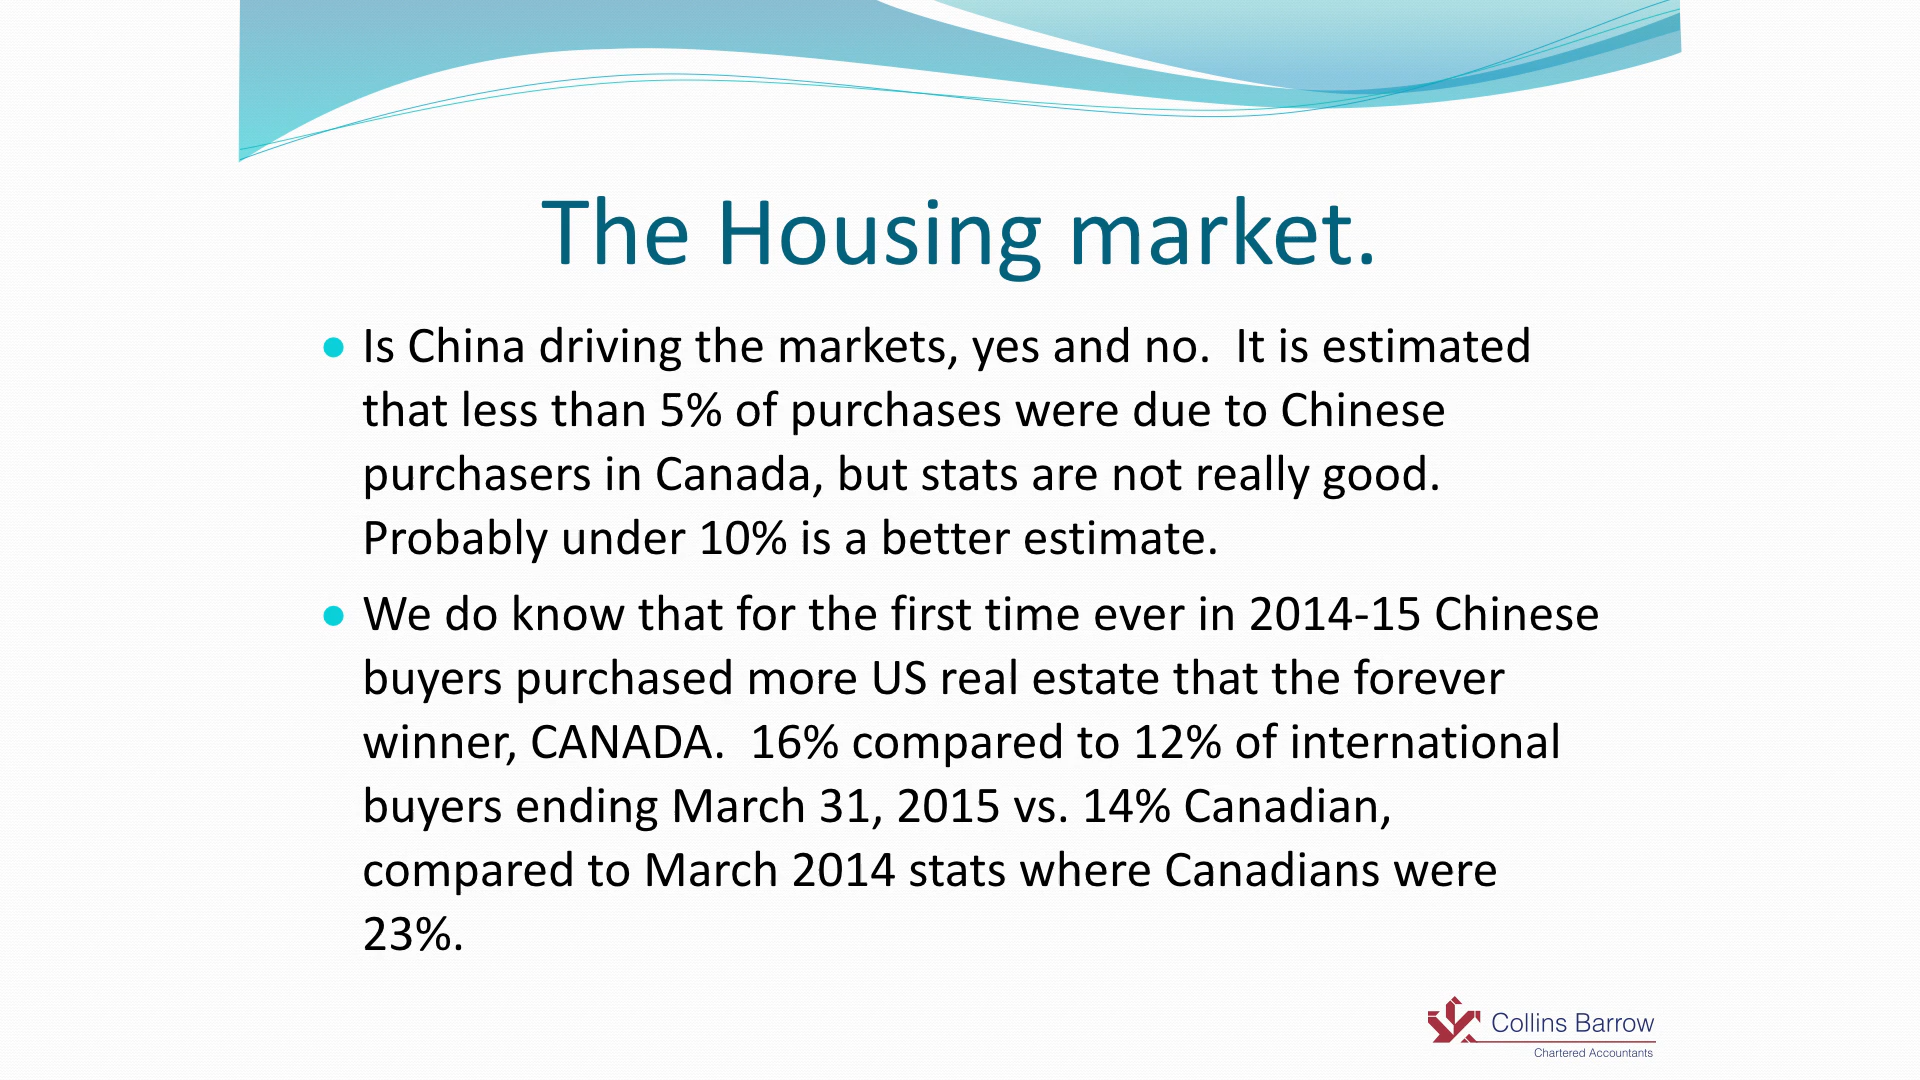 The Housing market.
Is China driving the markets, yes and no.  It is estimated
that less than 5% of purchases were due to Chinese
purchasers in Canada, but stats are not really good.
Probably under 10% is a better estimate.
We do know that for the first time ever in 2014-15 Chinese
buyers purchased more US real estate that the forever
winner, CANADA.  16% compared to 12% of international
buyers ending March 31, 2015 vs. 14% Canadian,
compared to March 2014 stats where Canadians were
23%.
Collins Barrow
Chartered Accountants